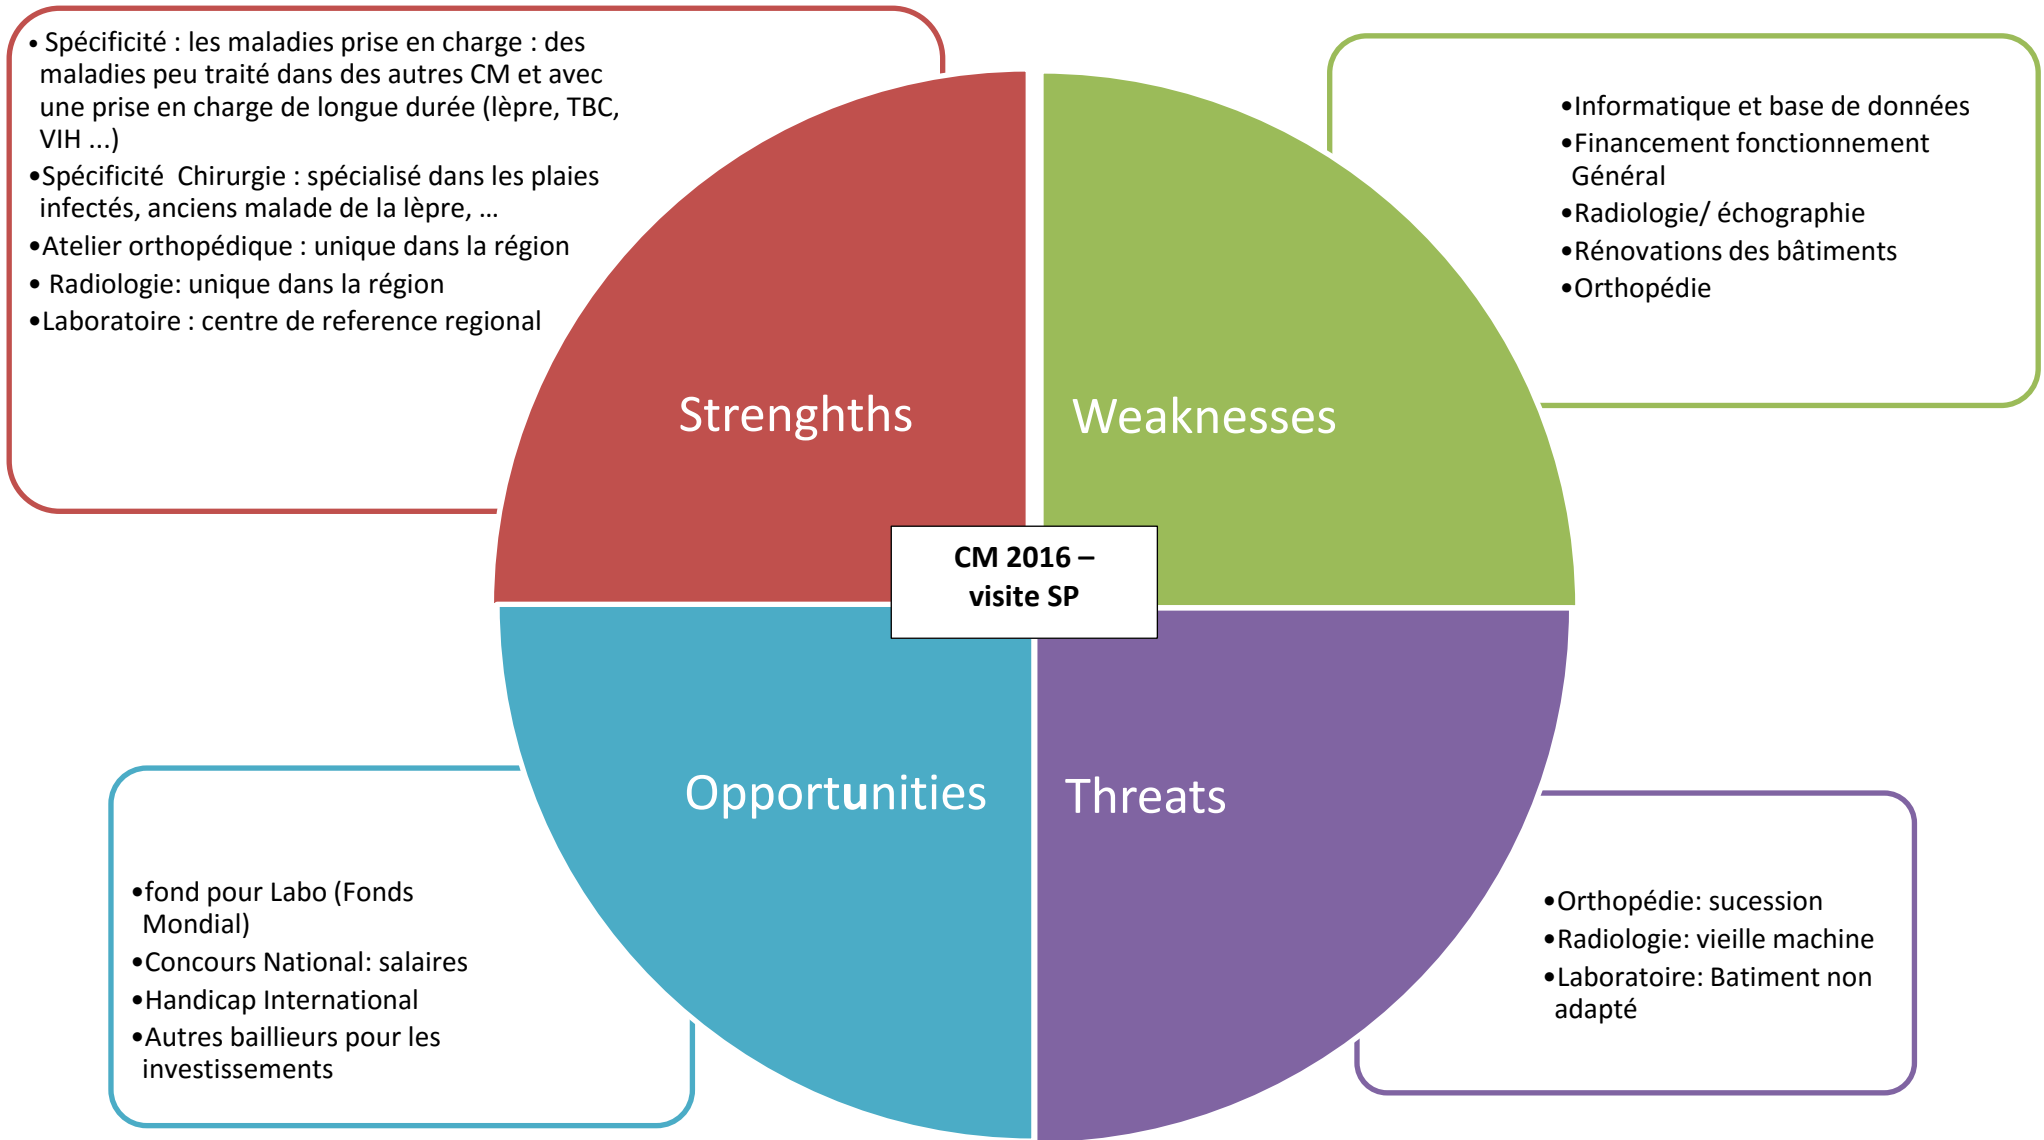 • Spécificité : les maladies prise en charge : des
maladies peu traité dans des autres CM et avec
une prise en charge de longue durée (lèpre, TBC,
VIH ...)
•Spécificité Chirurgie : spécialisé dans les plaies
infectés, anciens malade de la lèpre, …
•Atelier orthopédique : unique dans la région
• Radiologie: unique dans la région
•Laboratoire : centre de reference regional
•Informatique et base de données
•Financement fonctionnement
Général
•Radiologie/ échographie
•Rénovations des bâtiments
•Orthopédie
Strenghths
Weaknesses
CM 2016 –
visite SP
Opportunities
Threats
•fond pour Labo (Fonds
Mondial)
•Concours National: salaires
•Handicap International
•Autres baillieurs pour les
investissements
•Orthopédie: sucession
•Radiologie: vieille machine
•Laboratoire: Batiment non
adapté